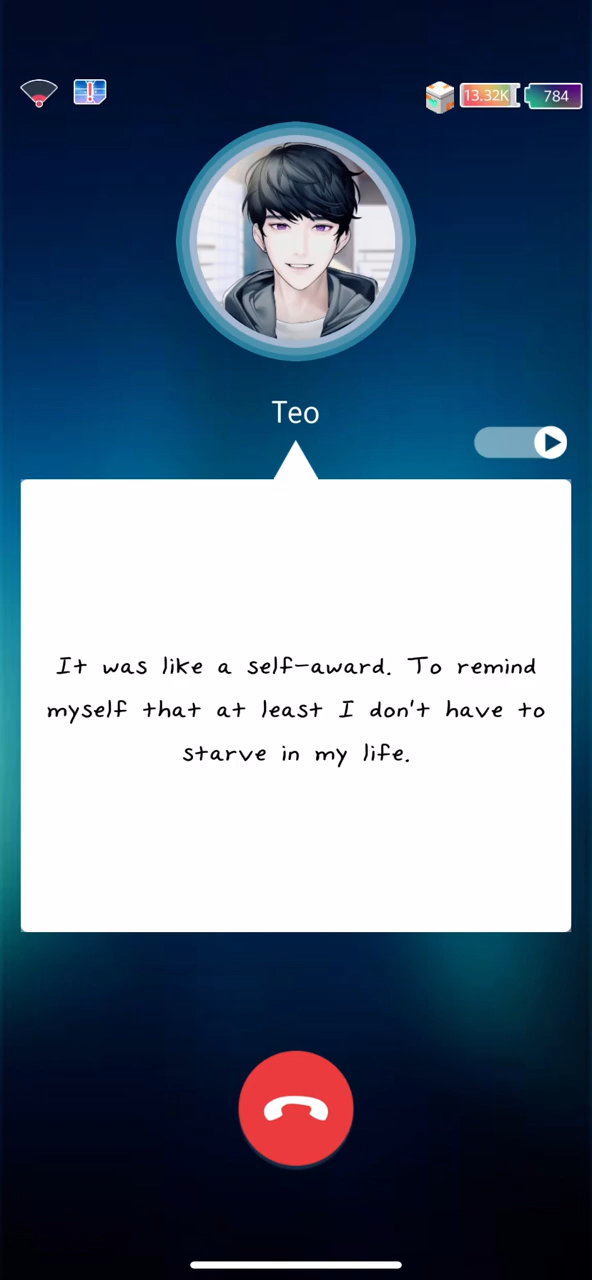 13.32K 784
Teo
It was like a self-award. To remind
myself that at least I don't have to
starve in my life.